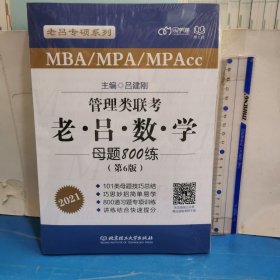 老吕专项系列
MBA/MPA/MPAcc
主编◎吕建刚
管理类联考
老·吕·数·学
母题800练
(第6版)
2021
·101类母题技巧总结
·巧思妙招简单易学
·800道习题专项训练
·讲练结合快速提分
北京理工大学出版社